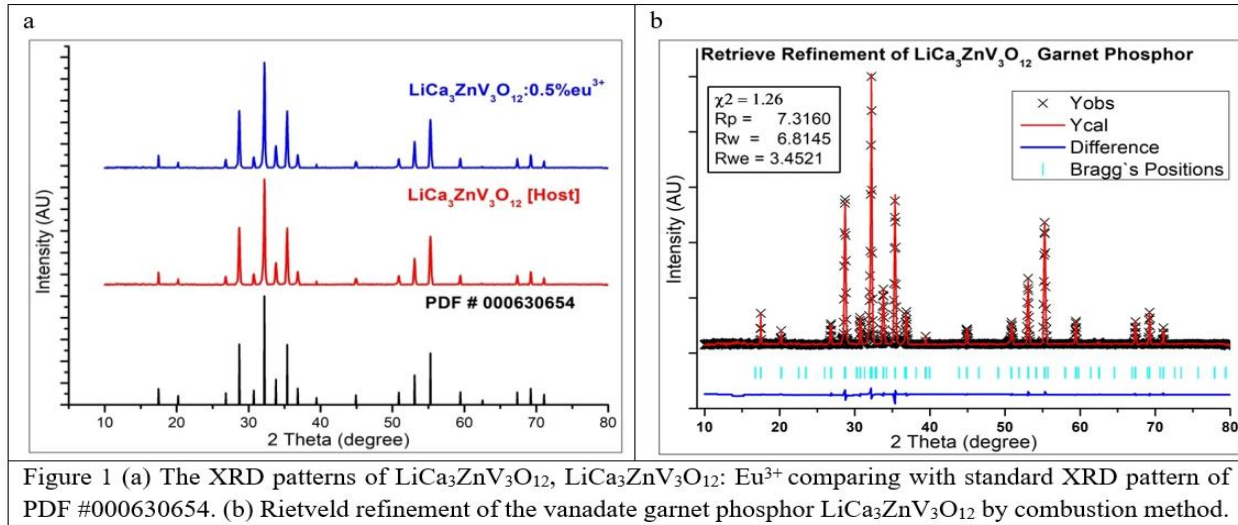 a
LiCa₃ZnV₃O₁₂:0.5%eu³⁺
LiCa₃ZnV₃O₁₂ [Host]
PDF # 000630654
Intensity (AU)
0 10 20 30 40 50 60 70 80
2 Theta (degree)
b
Retrieve Refinement of LiCa₃ZnV₃O₁₂ Garnet Phosphor
χ2 = 1.26
Rp = 7.3160
Rw = 6.8145
Rwe = 3.4521
Yobs
Ycal
Difference
Bragg`s Positions
Intensity (AU)
10 20 30 40 50 60 70 80
2 Theta (degree)
Figure 1 (a) The XRD patterns of LiCa₃ZnV₃O₁₂, LiCa₃ZnV₃O₁₂: Eu³⁺ comparing with standard XRD pattern of
PDF #000630654. (b) Rietveld refinement of the vanadate garnet phosphor LiCa₃ZnV₃O₁₂ by combustion method.